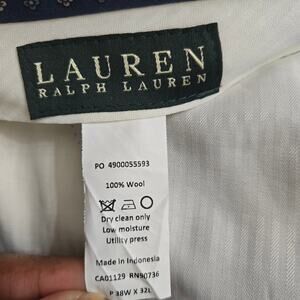 LAUREN
RALPH LAUREN
PO 4900055593
100% Wool
Dry clean only
Low moisture
Utility press
Made in Indonesia
CA01129 RN90736
P 38W X 32L